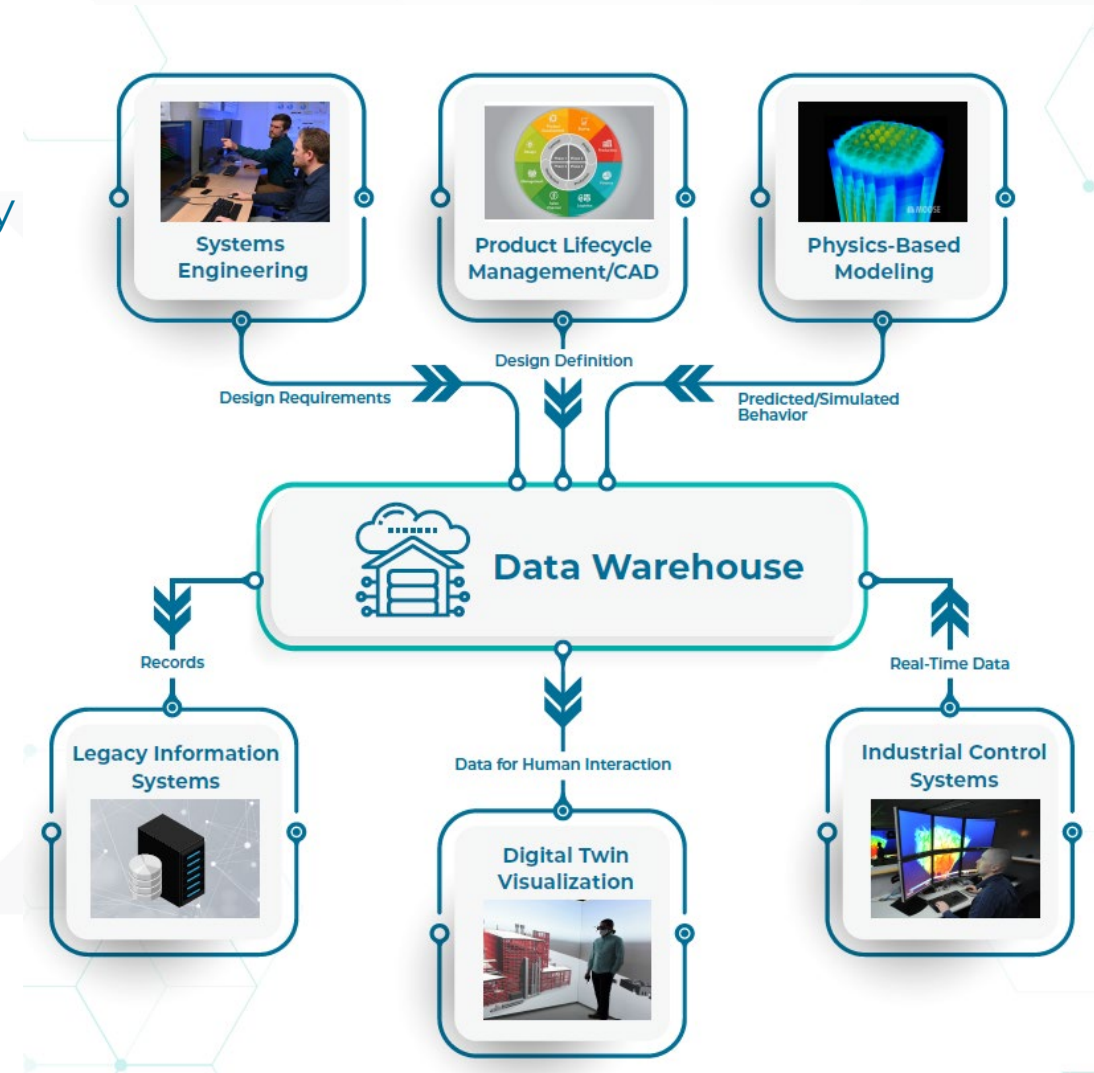 y
Systems
Engineering
Product Lifecycle
Management/CAD
MOOSE
Physics-Based
Modeling
Design Requirements
Design Definition
Predicted/Simulated
Behavior
Data Warehouse
Records
Real-Time Data
Legacy Information
Systems
Data for Human Interaction
Industrial Control
Systems
Digital Twin
Visualization